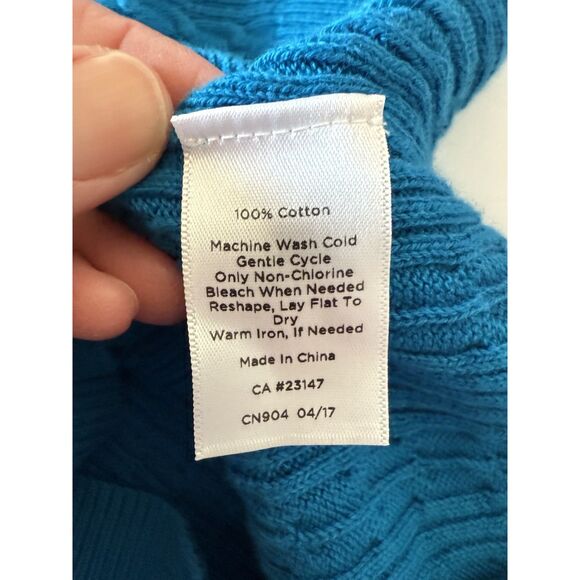 100% Cotton
Machine Wash Cold
Gentle Cycle
Only Non-Chlorine
Bleach When Needed
Reshape, Lay Flat To
Dry
Warm Iron, If Needed
Made In China
CA #23147
CN904 04/17